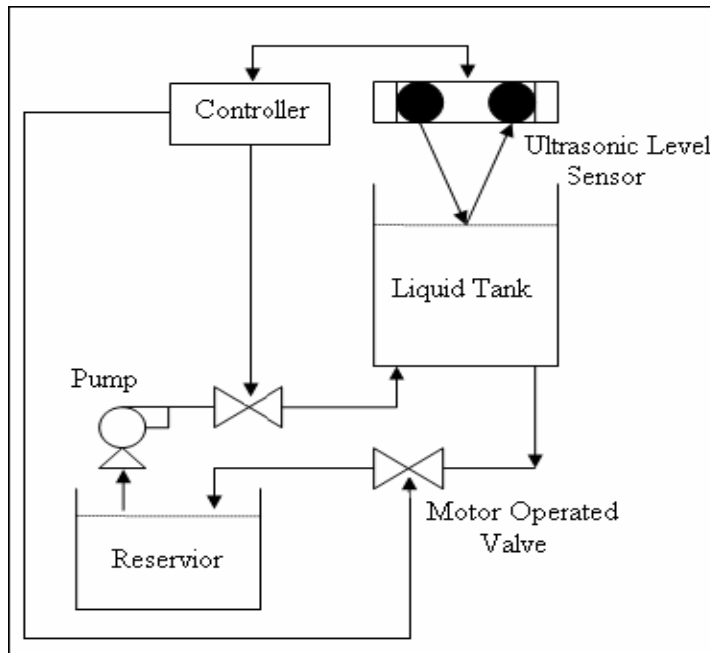 Controller
Ultrasonic Level
Sensor
Liquid Tank
Pump
Motor Operated
Valve
Reservior